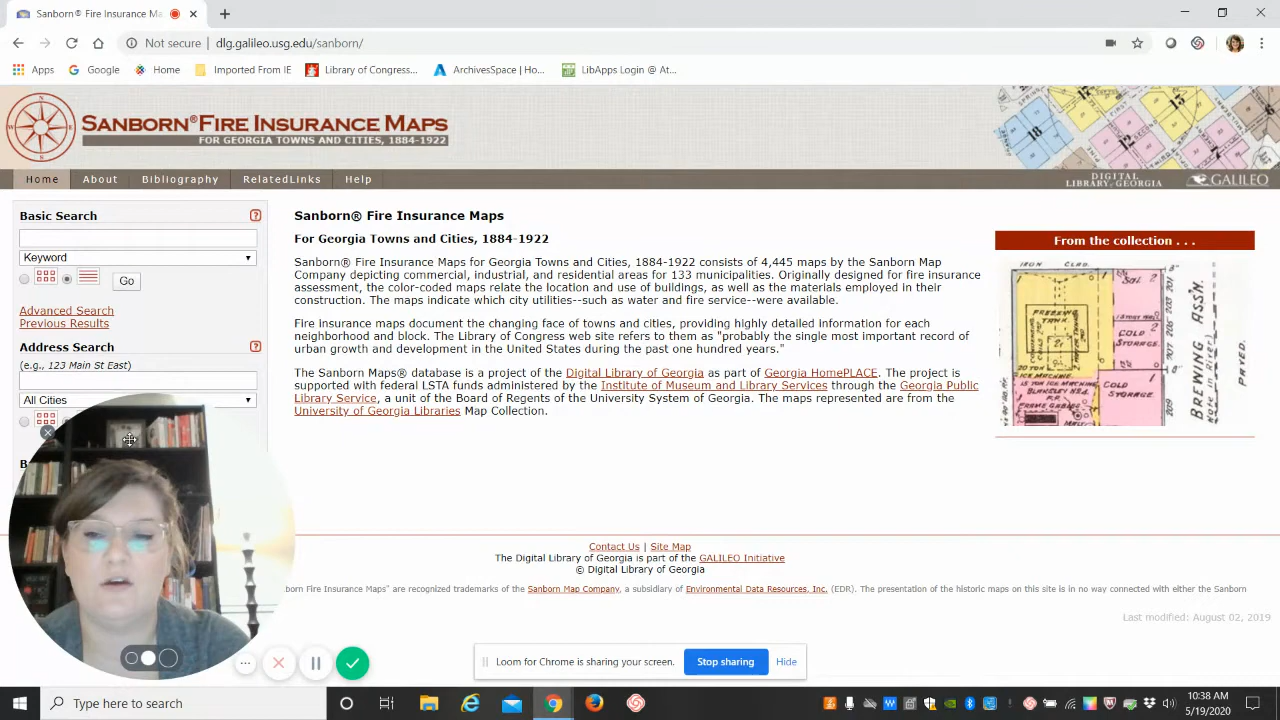 Sanborn® Fire Insurance Ma
Not secure | dlg.galileo.usg.edu/sanborn/
Apps Google Home Imported From IE Library of Congress... ArchivesSpace | Ho... LibApps Login @ At...
SANBORN® FIRE INSURANCE MAPS
FOR GEORGIA TOWNS AND CITIES, 1884-1922
Home About Bibliography RelatedLinks Help
DIGITAL LIBRARY of GEORGIA GALILEO
Basic Search ?
Keyword
Go
Advanced Search
Previous Results
Address Search ?
(e.g., 123 Main St East)
All Cities
Sanborn® Fire Insurance Maps
For Georgia Towns and Cities, 1884-1922
Sanborn® Fire Insurance Maps for Georgia Towns and Cities, 1884-1922 consists of 4,445 maps by the Sanborn Map
Company depicting commercial, industrial, and residential areas for 133 municipalities. Originally designed for fire insurance
assessment, the color-coded maps relate the location and use of buildings, as well as the materials employed in their
construction. The maps indicate which city utilities--such as water and fire service--were available.
Fire insurance maps document the changing face of towns and cities, providing highly detailed information for each
neighborhood and block. The Library of Congress web site refers to them as "probably the single most important record of
urban growth and development in the United States during the past one hundred years."
The Sanborn Maps® database is a project of the Digital Library of Georgia as part of Georgia HomePLACE. The project is
supported with federal LSTA funds administered by the Institute of Museum and Library Services through the Georgia Public
Library Service, a unit of the Board of Regents of the University System of Georgia. The maps represented are from the
University of Georgia Libraries Map Collection.
From the collection . . .
IRON CLAD.
FREEZING
TANK
COLD
STORAGE.
COLD
STORAGE.
BREWING ASS'N.
PAVED.
Contact Us | Site Map
The Digital Library of Georgia is part of the GALILEO Initiative
© Digital Library of Georgia
born Fire Insurance Maps" are recognized trademarks of the Sanborn Map Company, a subsidiary of Environmental Data Resources, Inc. (EDR). The presentation of the historic maps on this site is in no way connected with either the Sanborn
Last modified: August 02, 2019
Loom for Chrome is sharing your screen. Stop sharing Hide
Type here to search
10:38 AM
5/19/2020